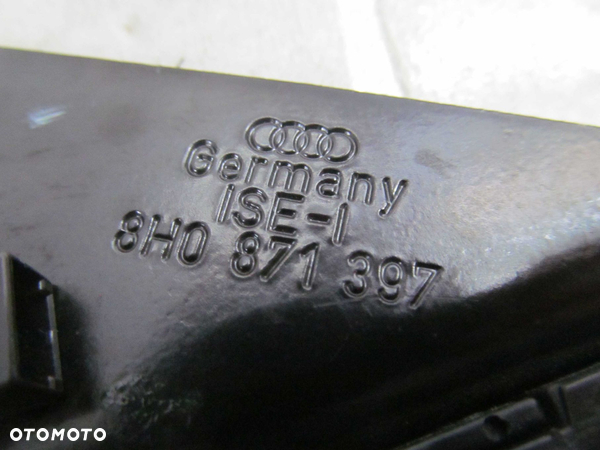 Germany
ISE-I
8H0 871 397
OTOMOTO